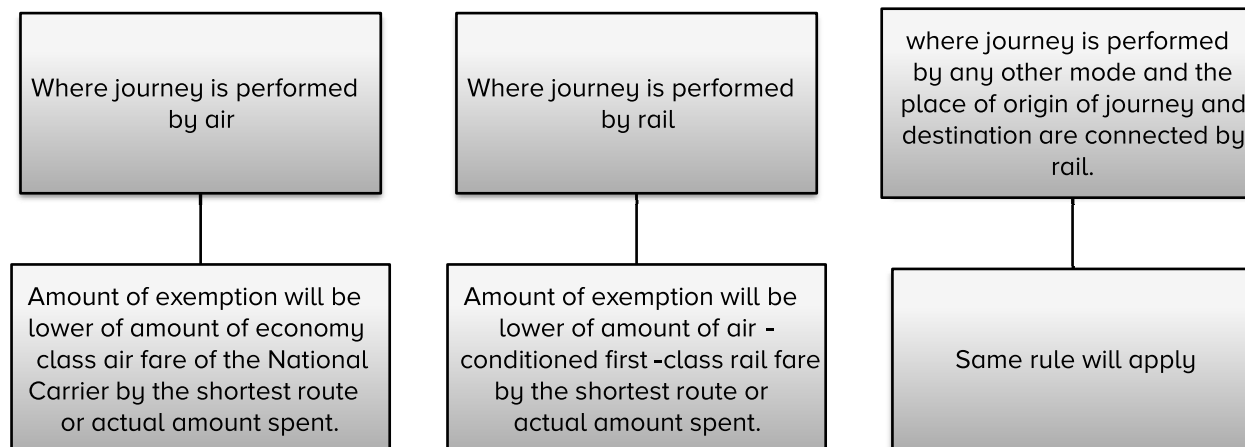 Where journey is performed
by air
Amount of exemption will be
lower of amount of economy
class air fare of the National
Carrier by the shortest route
or actual amount spent.
Where journey is performed
by rail
Amount of exemption will be
lower of amount of air -
conditioned first -class rail fare
by the shortest route or
actual amount spent.
where journey is performed
by any other mode and the
place of origin of journey and
destination are connected by
rail.
Same rule will apply